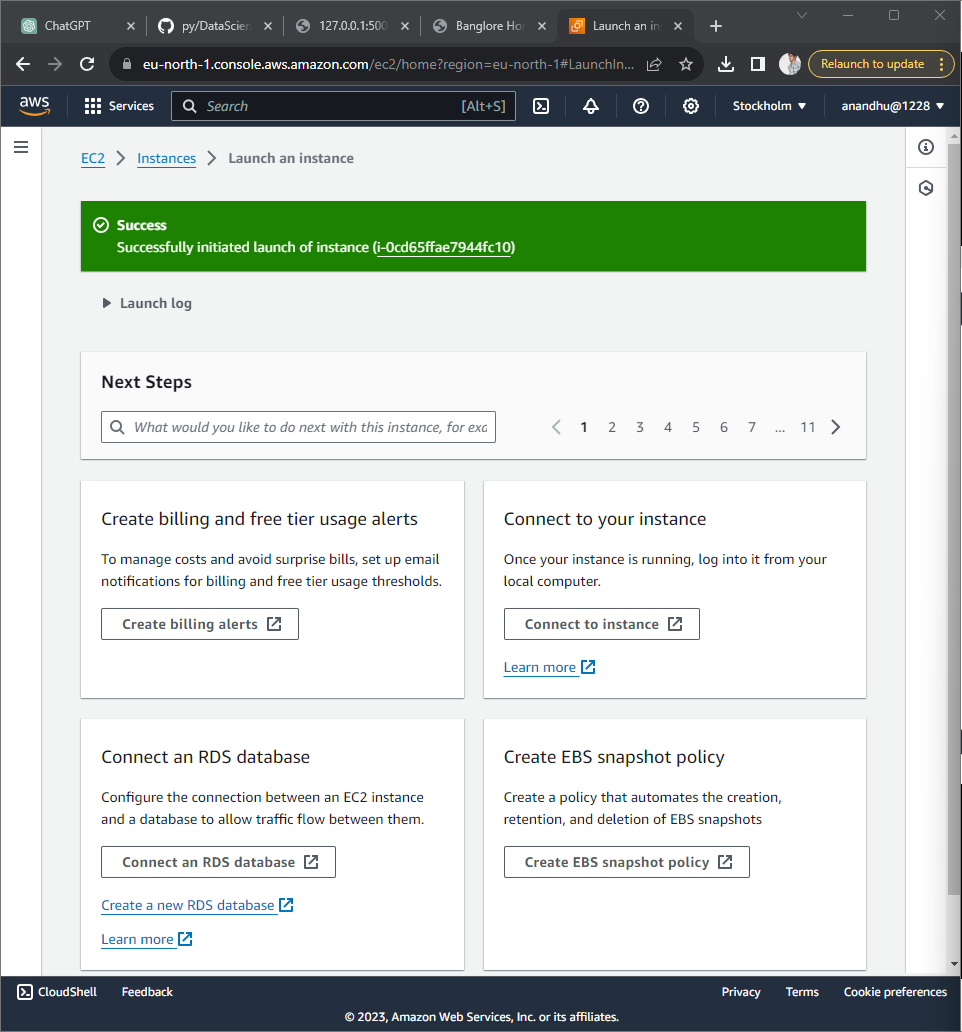 ChatGPT
py/DataScien
127.0.0.1:500
Banglore Ho
Launch an in
eu-north-1.console.aws.amazon.com/ec2/home?region=eu-north-1#LaunchIn...
Relaunch to update
aws
Services
Search
[Alt+S]
Stockholm
anandhu@1228
EC2
Instances
Launch an instance
Success
Successfully initiated launch of instance (i-0cd65ffae7944fc10)
Launch log
Next Steps
What would you like to do next with this instance, for exa
1 2 3 4 5 6 7 ... 11
Create billing and free tier usage alerts
To manage costs and avoid surprise bills, set up email
notifications for billing and free tier usage thresholds.
Create billing alerts
Connect to your instance
Once your instance is running, log into it from your
local computer.
Connect to instance
Learn more
Connect an RDS database
Configure the connection between an EC2 instance
and a database to allow traffic flow between them.
Connect an RDS database
Create a new RDS database
Learn more
Create EBS snapshot policy
Create a policy that automates the creation,
retention, and deletion of EBS snapshots
Create EBS snapshot policy
CloudShell
Feedback
Privacy
Terms
Cookie preferences
© 2023, Amazon Web Services, Inc. or its affiliates.